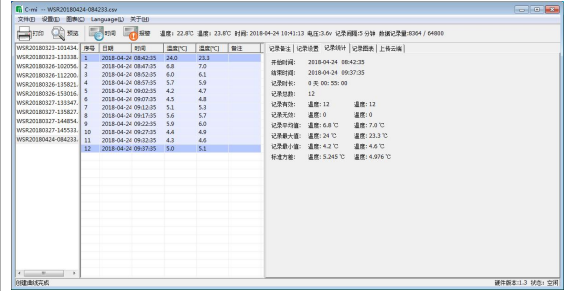 C-mi -- WSR20180424-084233.csv
文件(F) 设置(E) 图表(C) Language(L) 关于(H)
打印 预览 时间 报警 温度: 22.8℃ 温度: 23.8℃ 时间: 2018-04-24 10:41:13 电压:3.6v 记录间隔:5 分钟 数据记录量:8364 / 64800
WSR20180323-101434.
WSR20180323-133338.
WSR20180326-102056.
WSR20180326-112200.
WSR20180326-135821.
WSR20180326-153016.
WSR20180327-133347.
WSR20180327-135827.
WSR20180327-144854.
WSR20180327-145533.
WSR20180424-084233.
序号 日期 时间 温度(℃) 温度(℃) 备注
1 2018-04-24 08:42:35 24.0 23.3
2 2018-04-24 08:47:35 6.8 7.0
3 2018-04-24 08:52:35 6.0 6.1
4 2018-04-24 08:57:35 5.7 5.9
5 2018-04-24 09:02:35 4.2 4.7
6 2018-04-24 09:07:35 4.5 4.8
7 2018-04-24 09:12:35 5.1 5.3
8 2018-04-24 09:17:35 5.6 5.7
9 2018-04-24 09:22:35 5.9 6.0
10 2018-04-24 09:27:35 4.4 4.9
11 2018-04-24 09:32:35 4.3 4.6
12 2018-04-24 09:37:35 5.0 5.1
记录备注 记录设置 记录统计 记录图表 上传云端
开始时间: 2018-04-24 08:42:35
结束时间: 2018-04-24 09:37:35
记录时长: 0 天 00: 55: 00
记录总数: 12
记录有效: 温度: 12 温度: 12
记录无效: 温度: 0 温度: 0
记录平均值: 温度: 6.8 ℃ 温度: 7.0 ℃
记录最大值: 温度: 24 ℃ 温度: 23.3 ℃
记录最小值: 温度: 4.2 ℃ 温度: 4.6 ℃
标准方差: 温度: 5.245 ℃ 温度: 4.976 ℃
创建曲线完成 硬件版本:1.3 状态: 空闲